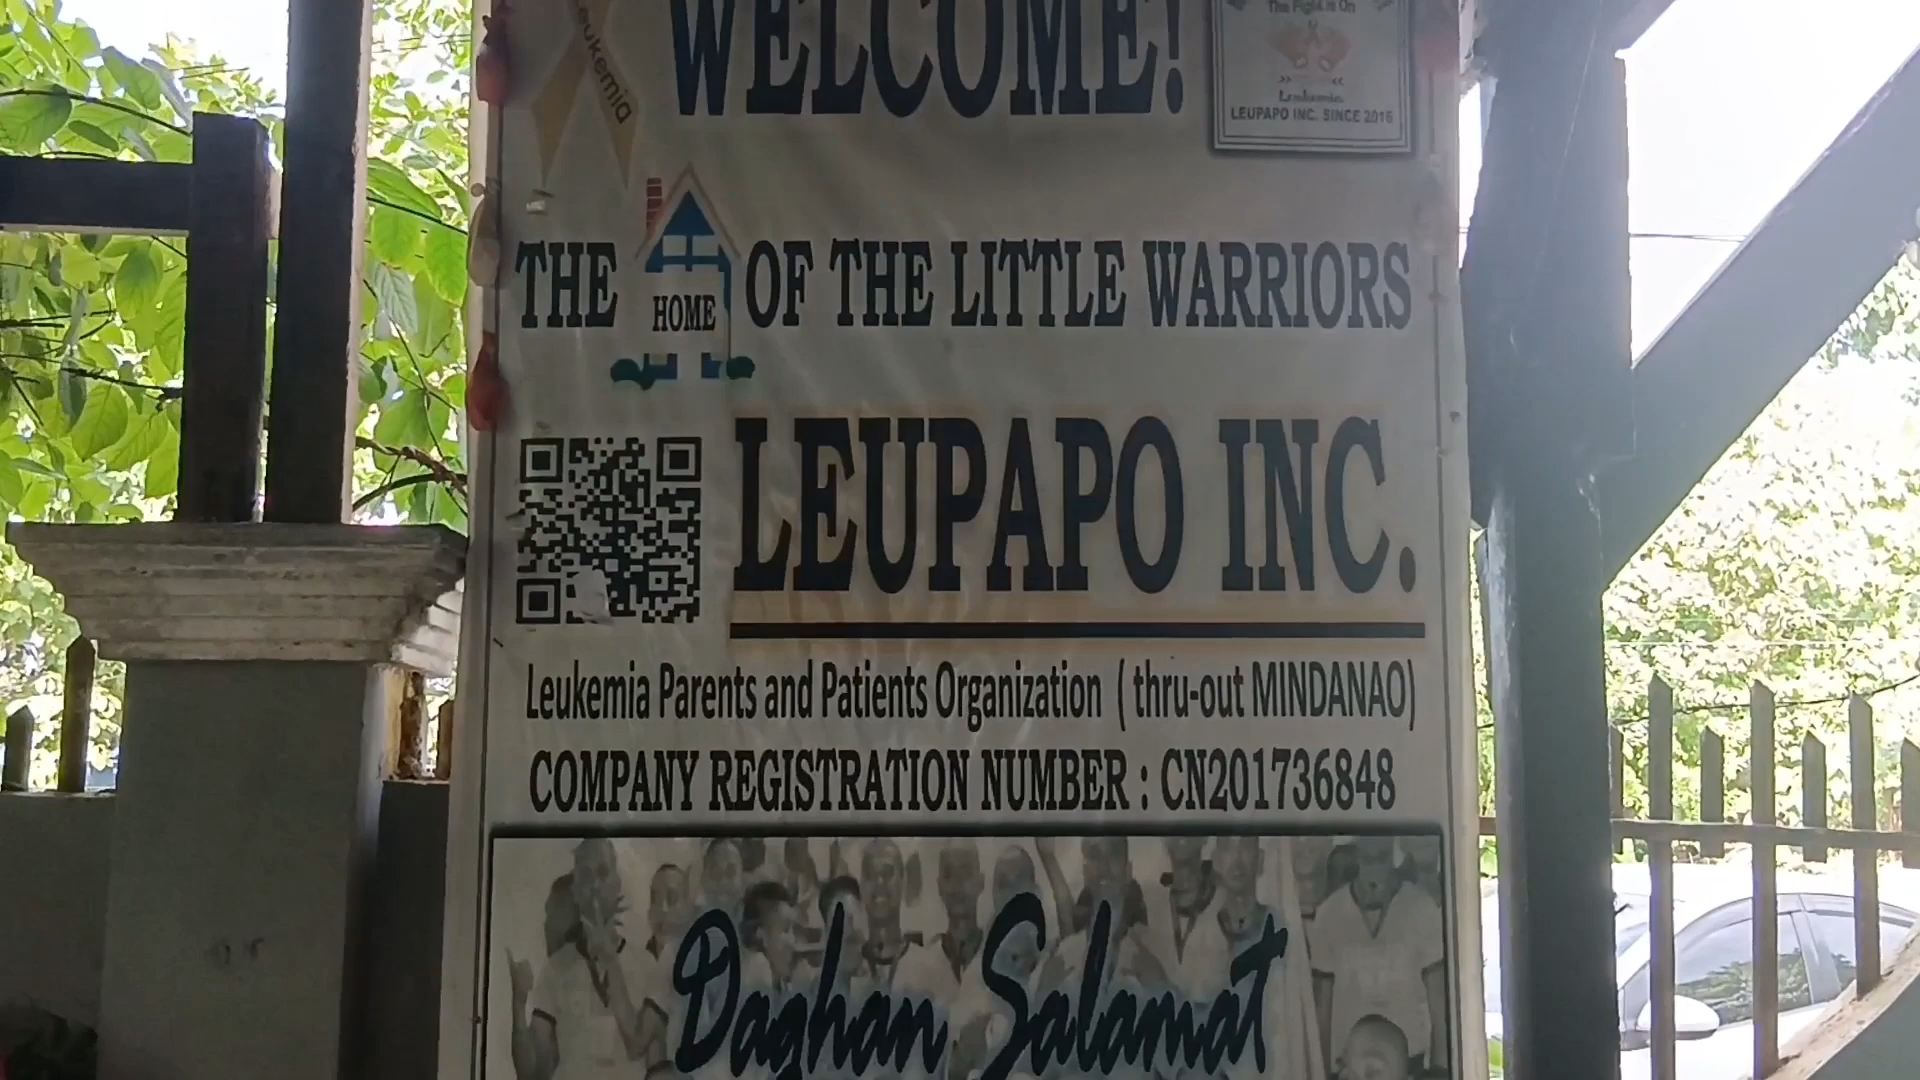 Leukemia
WELCOME!
The Fight is On
Leukemia
LEUPAPO INC. SINCE 2016
THE HOME OF THE LITTLE WARRIORS
LEUPAPO INC.
Leukemia Parents and Patients Organization ( thru-out MINDANAO)
COMPANY REGISTRATION NUMBER : CN201736848
Daghan Salamat